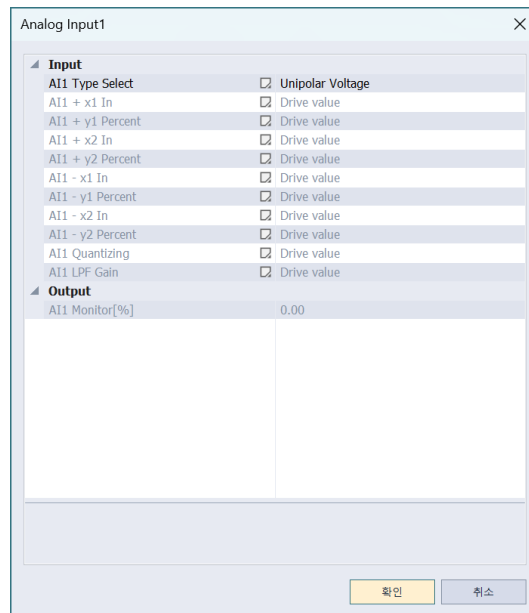 Analog Input1
Input
AI1 Type Select Unipolar Voltage
AI1 + x1 In Drive value
AI1 + y1 Percent Drive value
AI1 + x2 In Drive value
AI1 + y2 Percent Drive value
AI1 - x1 In Drive value
AI1 - y1 Percent Drive value
AI1 - x2 In Drive value
AI1 - y2 Percent Drive value
AI1 Quantizing Drive value
AI1 LPF Gain Drive value
Output
AI1 Monitor[%] 0.00
확인 취소